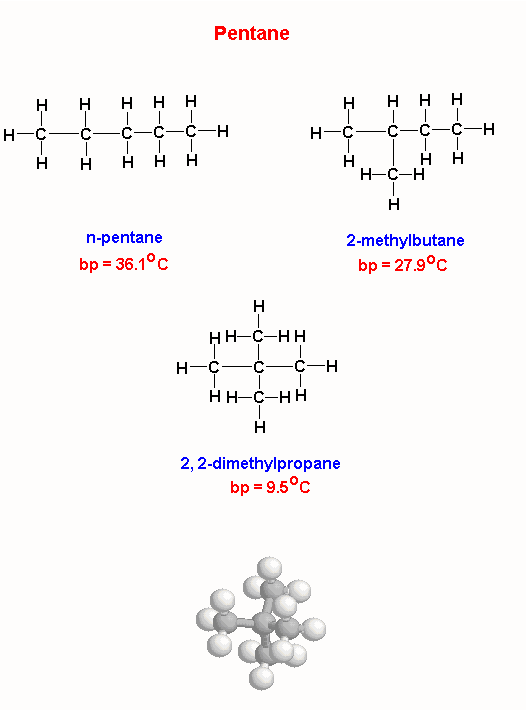 Pentane
H H H H H
H–C–C–C–C–C–H
H H H H H
n-pentane
bp = 36.1°C
H H H H
H–C–C–C–C–H
H H H
H–C–H
H
2-methylbutane
bp = 27.9°C
H
H H–C–H H
H–C–C–C–H
H H–C–H H
H
2, 2-dimethylpropane
bp = 9.5°C